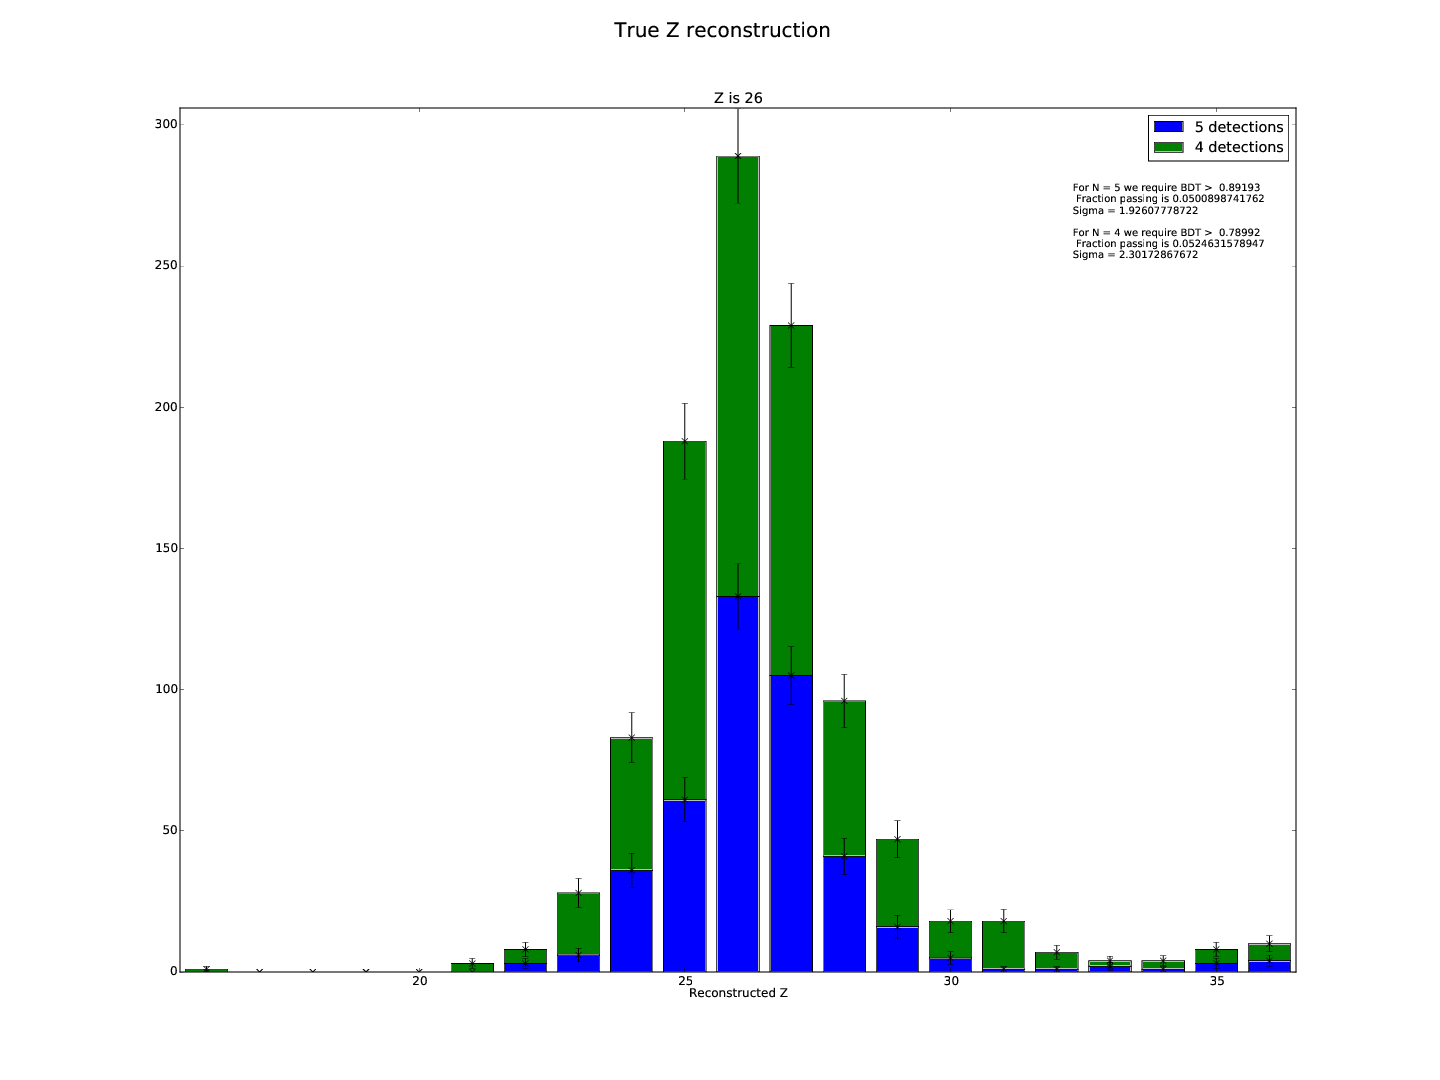 True Z reconstruction
Z is 26
300
250
200
150
100
50
0
5 detections
4 detections
For N = 5 we require BDT > 0.89193
Fraction passing is 0.0500898741762
Sigma = 1.92607778722
For N = 4 we require BDT > 0.78992
Fraction passing is 0.0524631578947
Sigma = 2.30172867672
20 25 30 35
Reconstructed Z